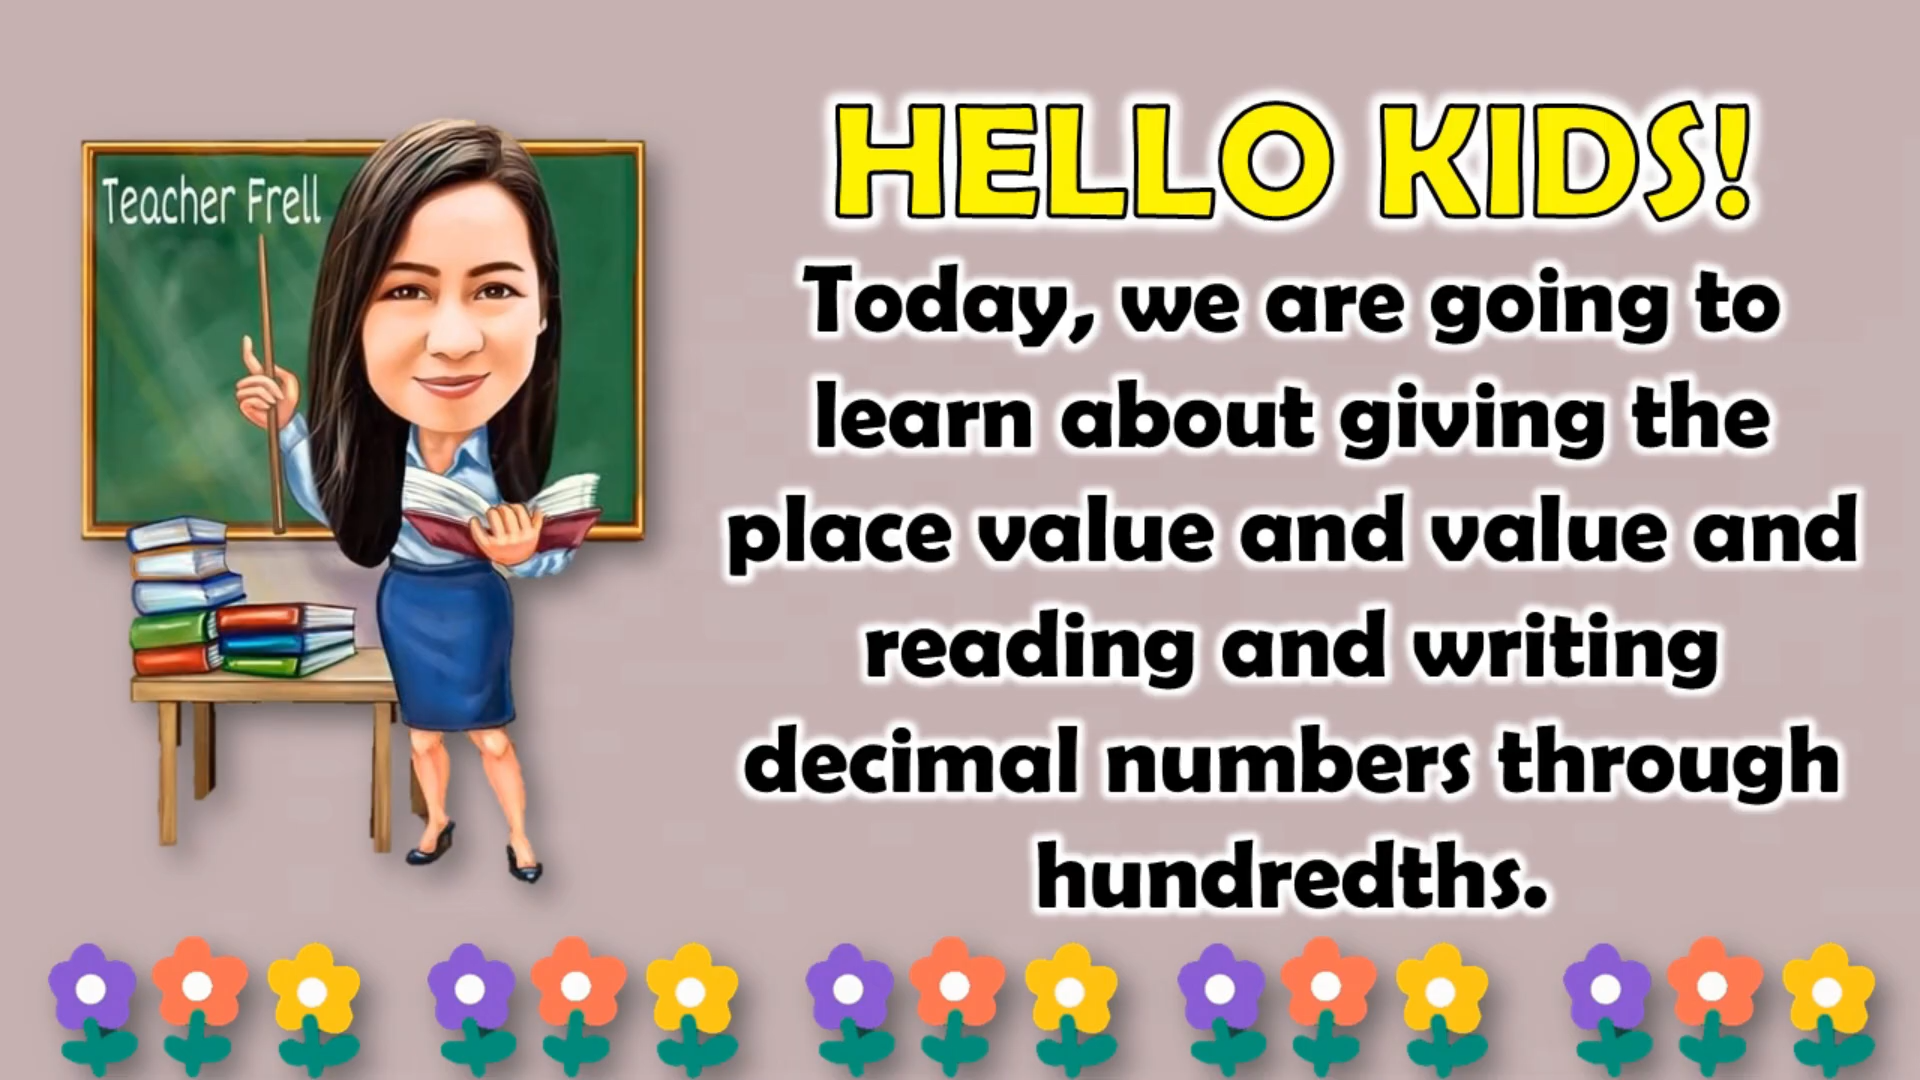 Teacher Frell
HELLO KIDS!
Today, we are going to
learn about giving the
place value and value and
reading and writing
decimal numbers through
hundredths.